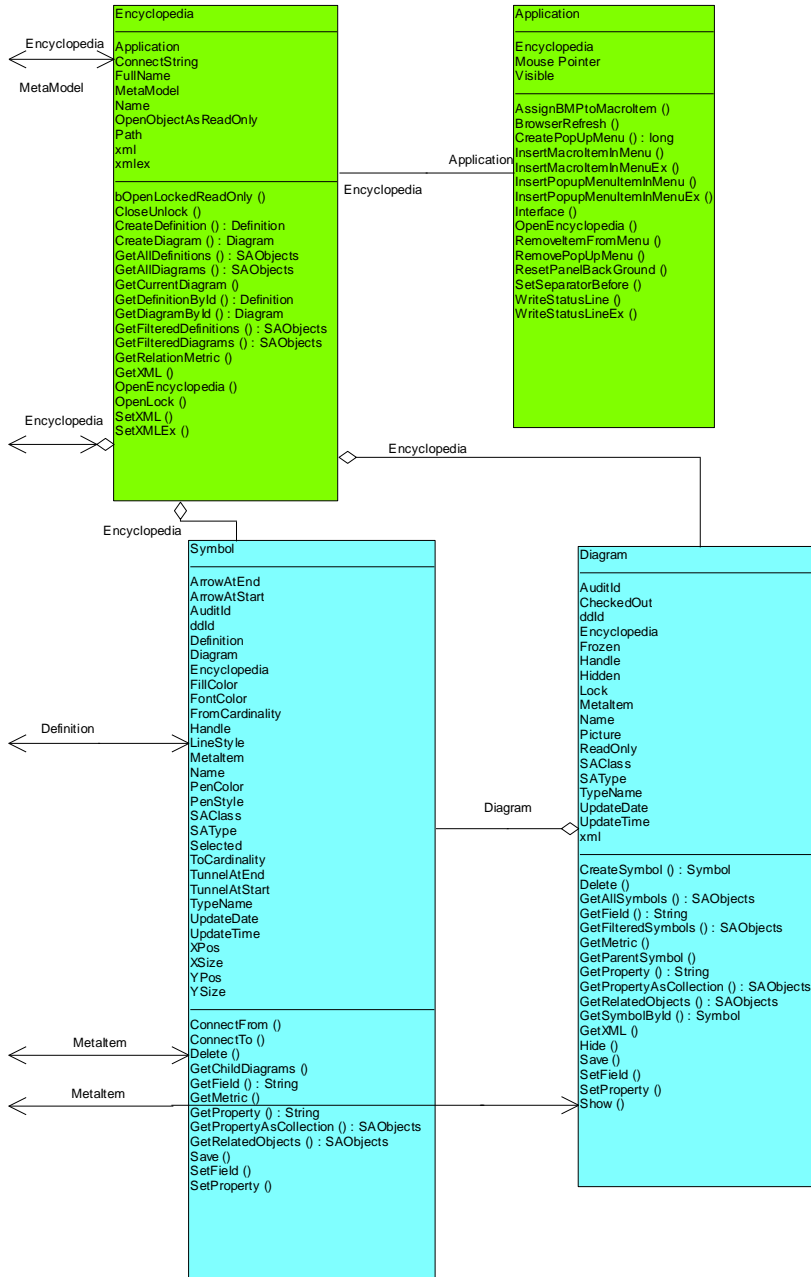 Encyclopedia
Application
ConnectString
FullName
MetaModel
Name
OpenObjectAsReadOnly
Path
xml
xmlex
bOpenLockedReadOnly ()
CloseUnlock ()
CreateDefinition () : Definition
CreateDiagram () : Diagram
GetAllDefinitions () : SAObjects
GetAllDiagrams () : SAObjects
GetCurrentDiagram ()
GetDefinitionById () : Definition
GetDiagramById () : Diagram
GetFilteredDefinitions () : SAObjects
GetFilteredDiagrams () : SAObjects
GetRelationMetric ()
GetXML ()
OpenEncyclopedia ()
OpenLock ()
SetXML ()
SetXMLEx ()
Application
Encyclopedia
Mouse Pointer
Visible
AssignBMPtoMacroItem ()
BrowserRefresh ()
CreatePopUpMenu () : long
InsertMacroItemInMenu ()
InsertMacroItemInMenuEx ()
InsertPopupMenuItemInMenu ()
InsertPopupMenuItemInMenuEx ()
Interface ()
OpenEncyclopedia ()
RemoveItemFromMenu ()
RemovePopUpMenu ()
ResetPanelBackGround ()
SetSeparatorBefore ()
WriteStatusLine ()
WriteStatusLineEx ()
Encyclopedia
MetaModel
Application
Encyclopedia
Encyclopedia
Encyclopedia
Encyclopedia
Symbol
ArrowAtEnd
ArrowAtStart
AuditId
ddId
Definition
Diagram
Encyclopedia
FillColor
FontColor
FromCardinality
Handle
LineStyle
MetaItem
Name
PenColor
PenStyle
SAClass
SAType
Selected
ToCardinality
TunnelAtEnd
TunnelAtStart
TypeName
UpdateDate
UpdateTime
XPos
XSize
YPos
YSize
ConnectFrom ()
ConnectTo ()
Delete ()
GetChildDiagrams ()
GetField () : String
GetMetric ()
GetProperty () : String
GetPropertyAsCollection () : SAObjects
GetRelatedObjects () : SAObjects
Save ()
SetField ()
SetProperty ()
Diagram
AuditId
CheckedOut
ddId
Encyclopedia
Frozen
Handle
Hidden
Lock
MetaItem
Name
Picture
ReadOnly
SAClass
SAType
TypeName
UpdateDate
UpdateTime
xml
CreateSymbol () : Symbol
Delete ()
GetAllSymbols () : SAObjects
GetField () : String
GetFilteredSymbols () : SAObjects
GetMetric ()
GetParentSymbol ()
GetProperty () : String
GetPropertyAsCollection () : SAObjects
GetRelatedObjects () : SAObjects
GetSymbolById () : Symbol
GetXML ()
Hide ()
Save ()
SetField ()
SetProperty ()
Show ()
Definition
Diagram
MetaItem
MetaItem